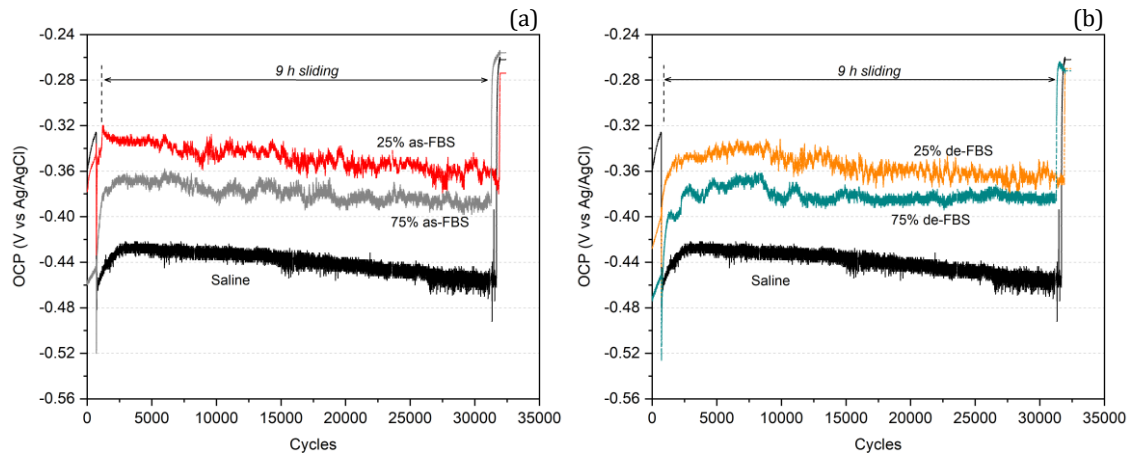 (a)
-0.24
-0.28
-0.32
-0.36
-0.40
-0.44
-0.48
-0.52
-0.56
OCP (V vs Ag/AgCl)
9 h sliding
25% as-FBS
75% as-FBS
Saline
0 5000 10000 15000 20000 25000 30000 35000
Cycles
(b)
-0.24
-0.28
-0.32
-0.36
-0.40
-0.44
-0.48
-0.52
-0.56
OCP (V vs Ag/AgCl)
9 h sliding
25% de-FBS
75% de-FBS
Saline
0 5000 10000 15000 20000 25000 30000 35000
Cycles